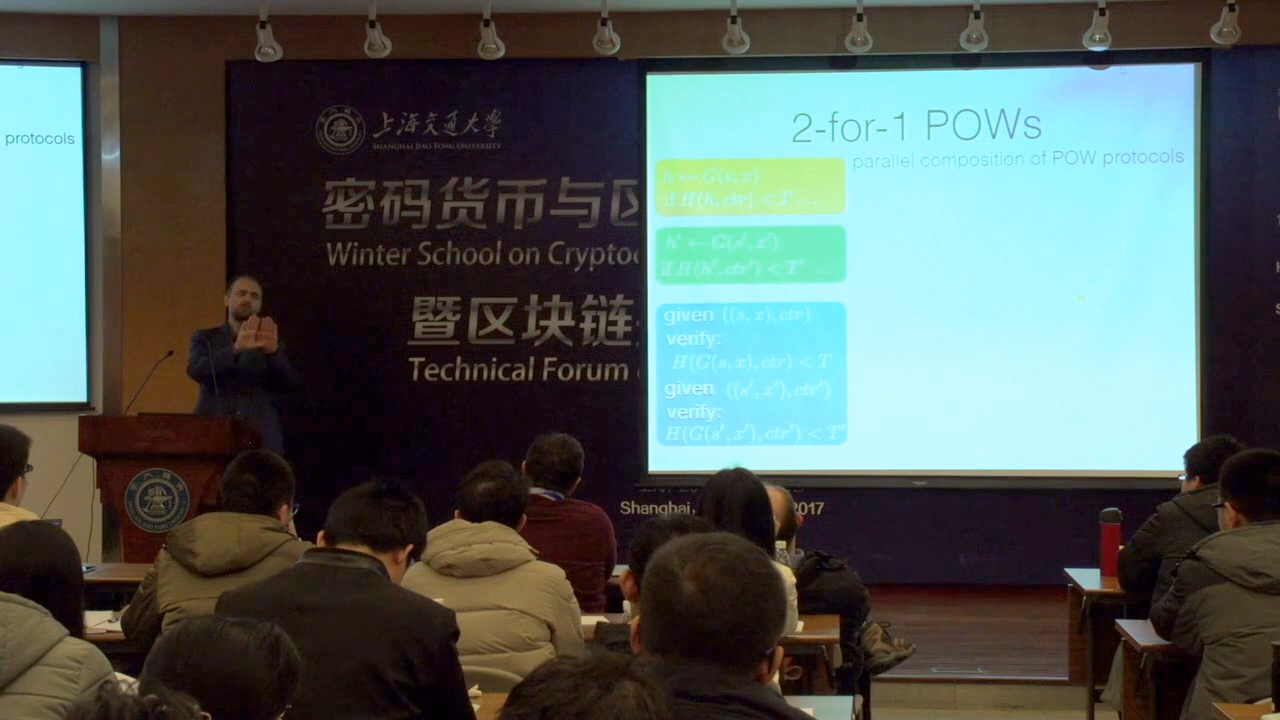 protocols
上海交通大学
SHANGHAI JIAO TONG UNIVERSITY
密码货币与区
Winter School on Cryptoc
暨区块链
Technical Forum
Shanghai,
2017
2-for-1 POWs
parallel composition of POW protocols
h ← G(s, x)
if H(h, ctr) < T ...
h′ ← G(s′, x′)
if H(h′, ctr′) < T′ ...
given ((s, x), ctr)
verify:
H(G(s, x), ctr) < T
given ((s′, x′), ctr′)
verify:
H(G(s′, x′), ctr′) < T′